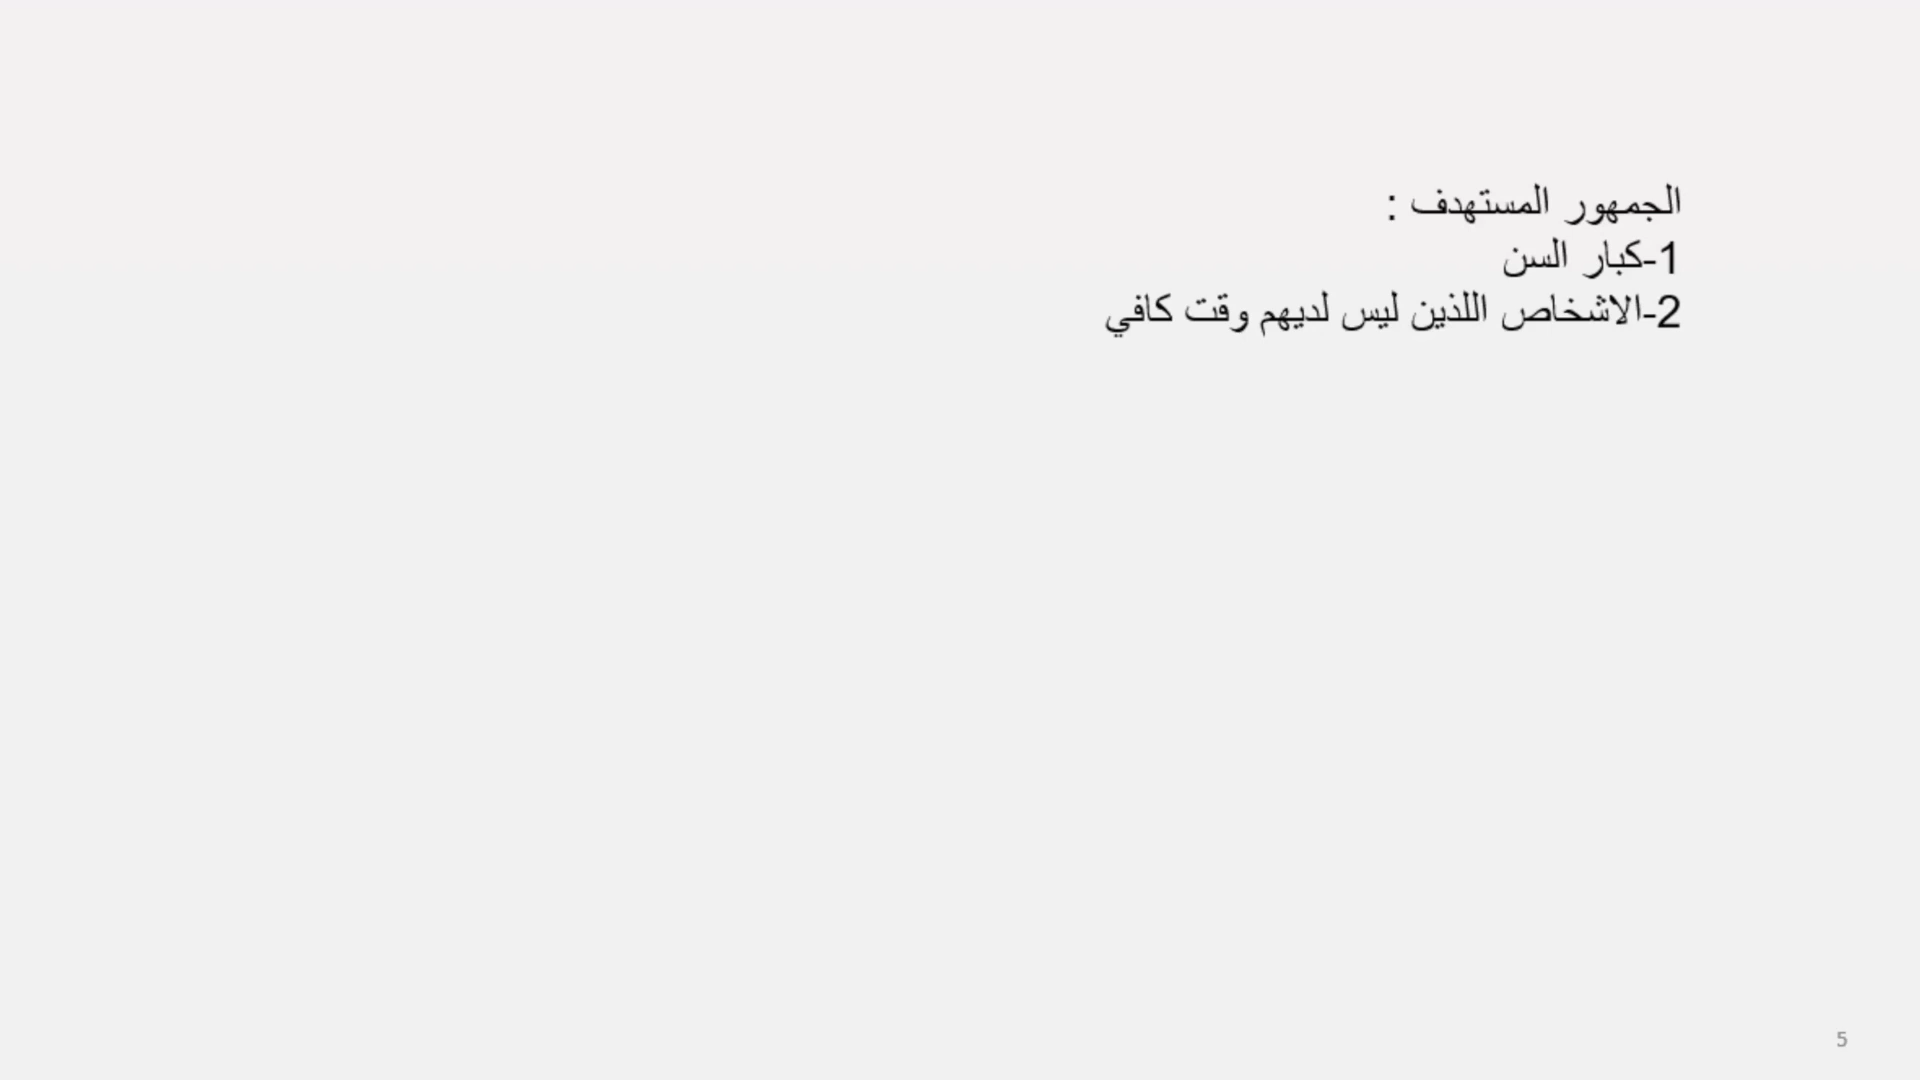 الجمهور المستهدف :
1-كبار السن
2-الاشخاص اللذين ليس لديهم وقت كافي
5